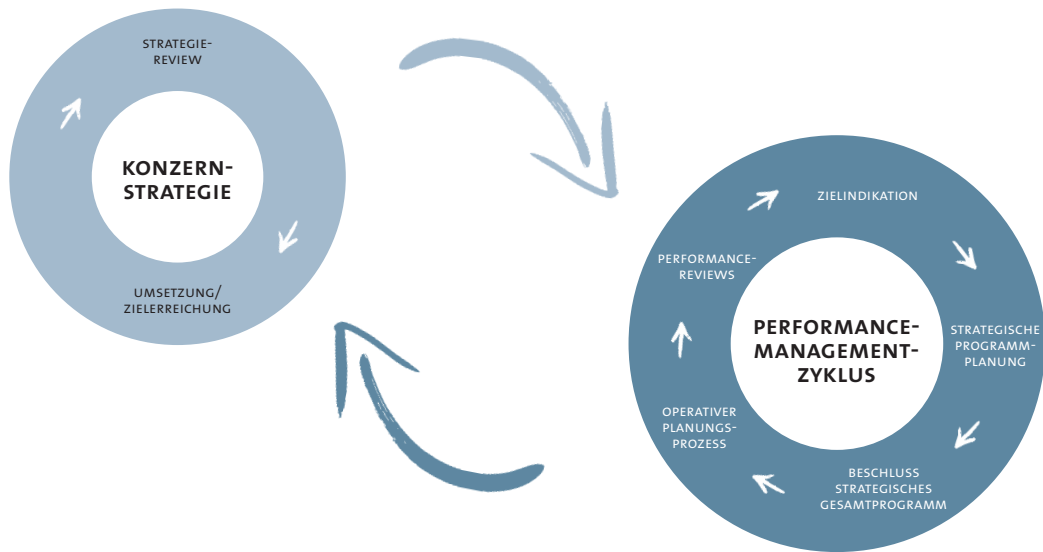 STRATEGIE-
REVIEW
KONZERN-
STRATEGIE
UMSETZUNG/
ZIELERREICHUNG
ZIELINDIKATION
PERFORMANCE-
REVIEWS
PERFORMANCE-
MANAGEMENT-
ZYKLUS
STRATEGISCHE
PROGRAMM-
PLANUNG
OPERATIVER
PLANUNGS-
PROZESS
BESCHLUSS
STRATEGISCHES
GESAMTPROGRAMM